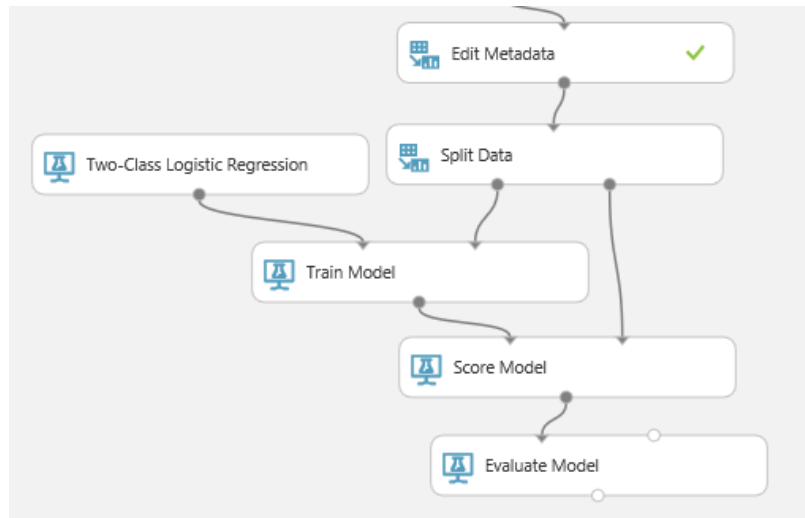 Edit Metadata
Split Data
Two-Class Logistic Regression
Train Model
Score Model
Evaluate Model